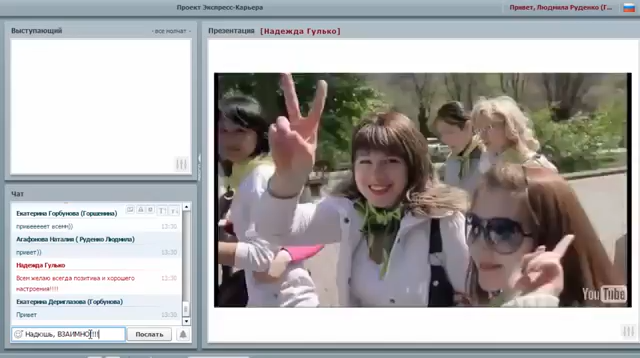 Проект Экспресс-Карьера
Привет, Людмила Руденко (Г...
Выступающий
- все молчат -
Презентация [Надежда Гулько]
Чат
Екатерина Горбунова (Горшенина)
привееееет всем))
13:30
Агафонова Наталия ( Руденко Людмила)
привет))
13:30
Надежда Гулько
Всем желаю всегда позитива и хорошего
настроения!!!!
13:30
Екатерина Дериглазова (Горбунова)
Привет
13:30
Надюшь, ВЗАИМНО!!!
Послать
YouTube